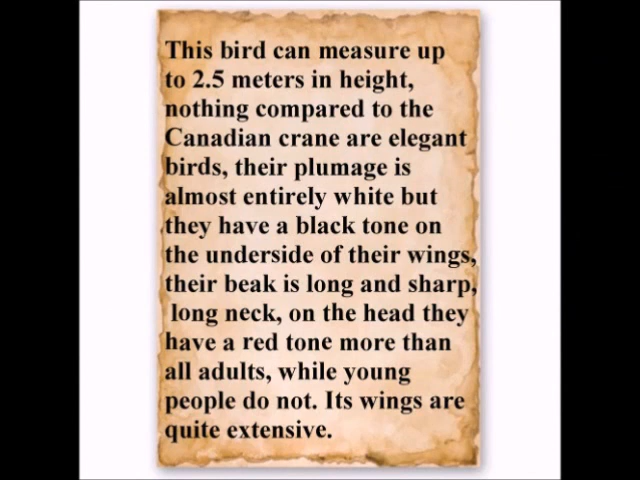 This bird can measure up
to 2.5 meters in height,
nothing compared to the
Canadian crane are elegant
birds, their plumage is
almost entirely white but
they have a black tone on
the underside of their wings,
their beak is long and sharp,
long neck, on the head they
have a red tone more than
all adults, while young
people do not. Its wings are
quite extensive.